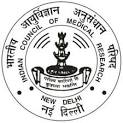 भारतीय आयुर्विज्ञान अनुसंधान परिषद
INDIAN COUNCIL OF MEDICAL RESEARCH
NEW DELHI
नई दिल्ली